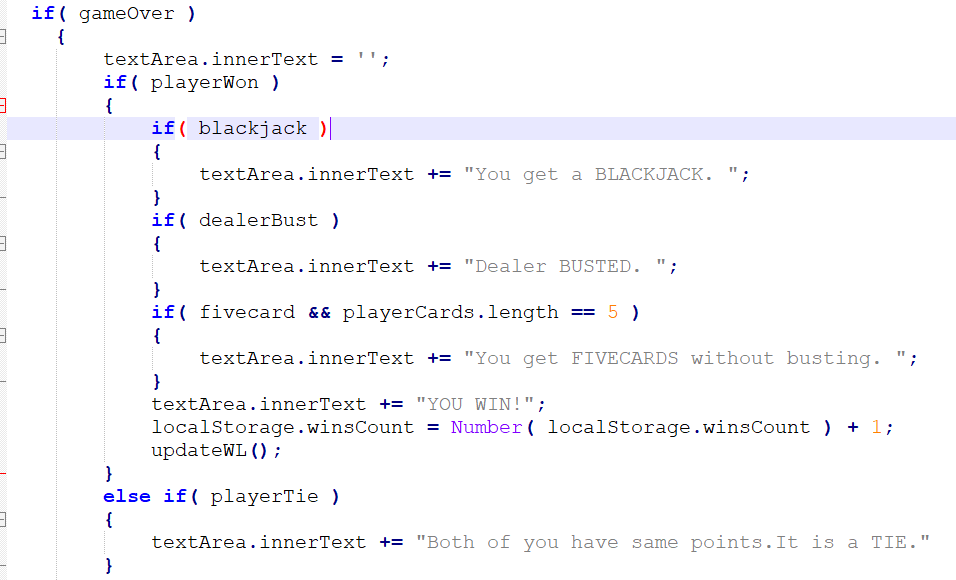 if( gameOver )
{
textArea.innerText = '';
if( playerWon )
{
if( blackjack )
{
textArea.innerText += "You get a BLACKJACK. ";
}
if( dealerBust )
{
textArea.innerText += "Dealer BUSTED. ";
}
if( fivecard && playerCards.length == 5 )
{
textArea.innerText += "You get FIVECARDS without busting. ";
}
textArea.innerText += "YOU WIN!";
localStorage.winsCount = Number( localStorage.winsCount ) + 1;
updateWL();
}
else if( playerTie )
{
textArea.innerText += "Both of you have same points.It is a TIE."
}